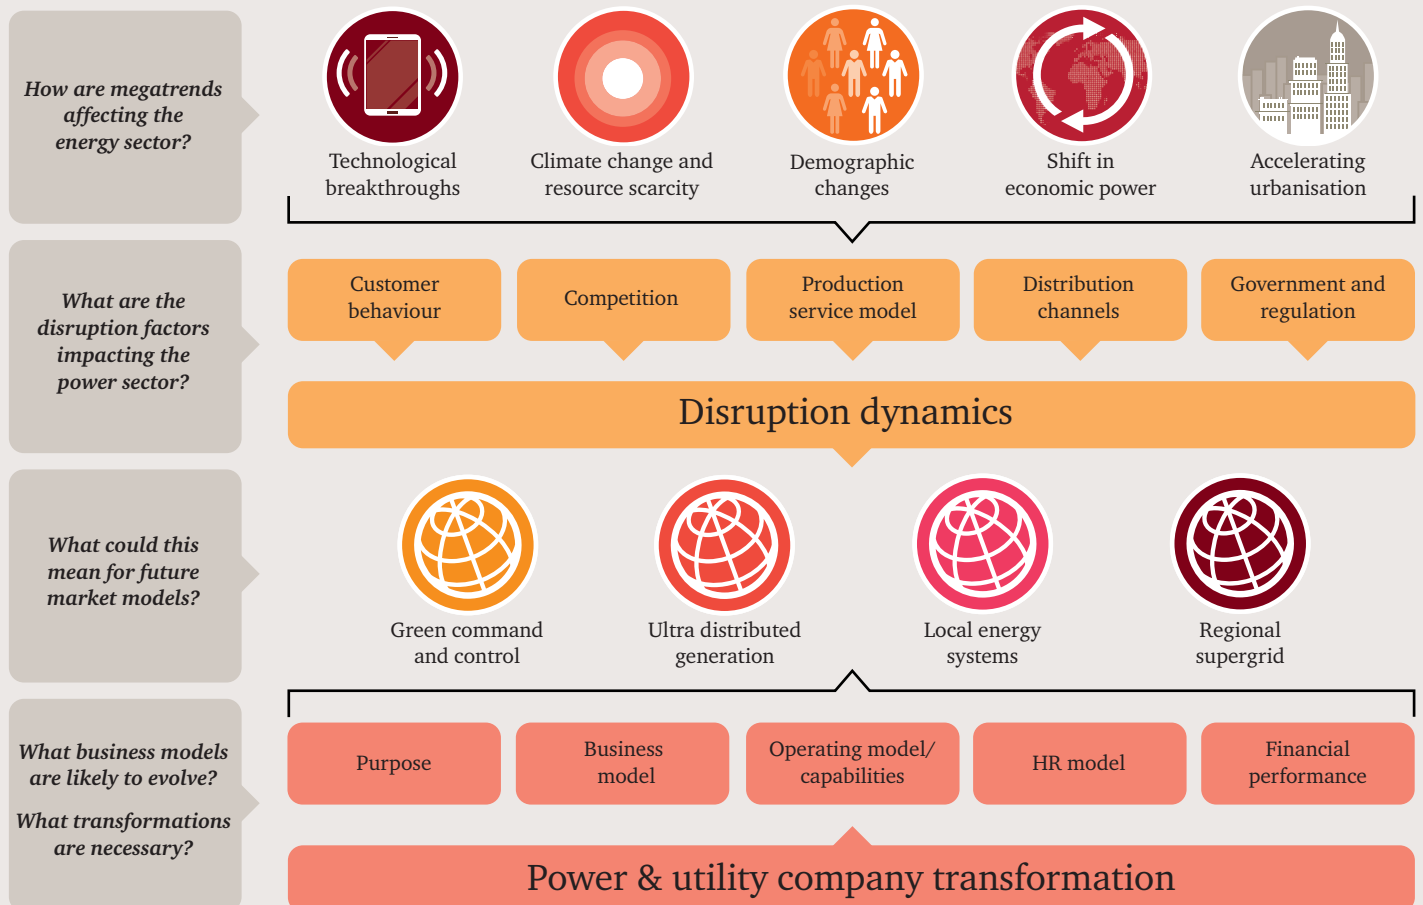 How are megatrends
affecting the
energy sector?
Technological
breakthroughs
Climate change and
resource scarcity
Demographic
changes
Shift in
economic power
Accelerating
urbanisation
What are the
disruption factors
impacting the
power sector?
Customer
behaviour
Competition
Production
service model
Distribution
channels
Government and
regulation
Disruption dynamics
What could this
mean for future
market models?
Green command
and control
Ultra distributed
generation
Local energy
systems
Regional
supergrid
What business models
are likely to evolve?
What transformations
are necessary?
Purpose
Business
model
Operating model/
capabilities
HR model
Financial
performance
Power & utility company transformation